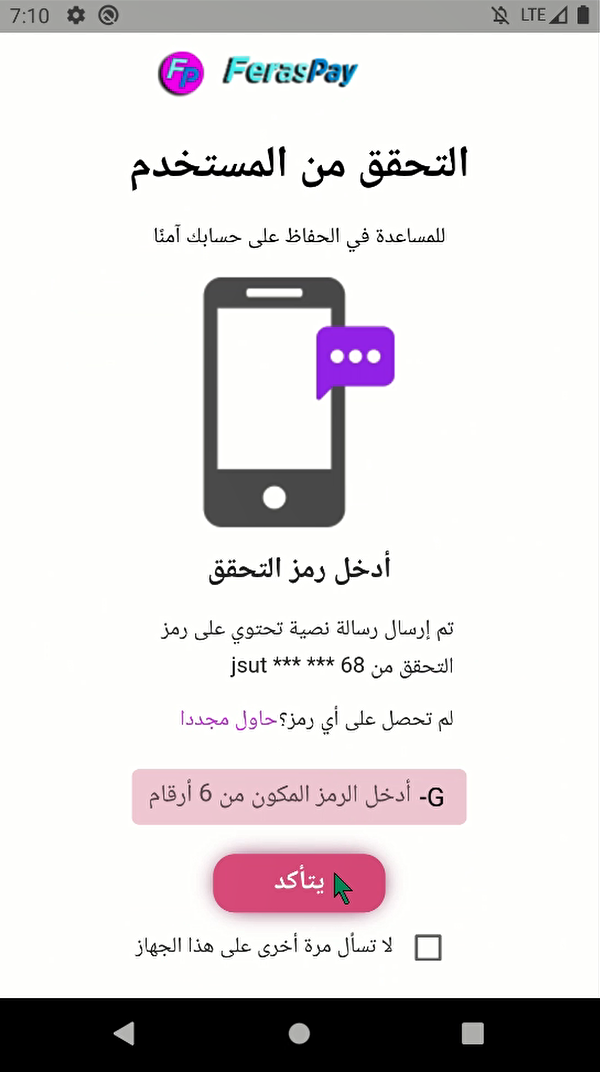 7:10
LTE
FP FerasPay
التحقق من المستخدم
للمساعدة في الحفاظ على حسابك آمنًا
أدخل رمز التحقق
تم إرسال رسالة نصية تحتوي على رمز
التحقق من 68 *** *** jsut
لم تحصل على أي رمز؟حاول مجددا
G- أدخل الرمز المكون من 6 أرقام
يتأكد
لا تسأل مرة أخرى على هذا الجهاز